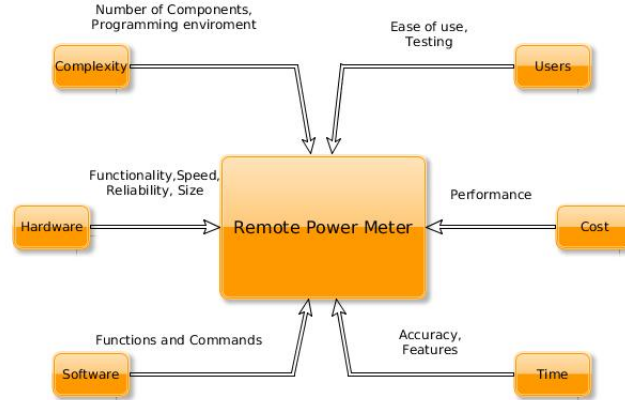 Number of Components,
Programming enviroment
Ease of use,
Testing
Complexity
Users
Functionality,Speed,
Reliability, Size
Performance
Hardware
Remote Power Meter
Cost
Functions and Commands
Accuracy,
Features
Software
Time